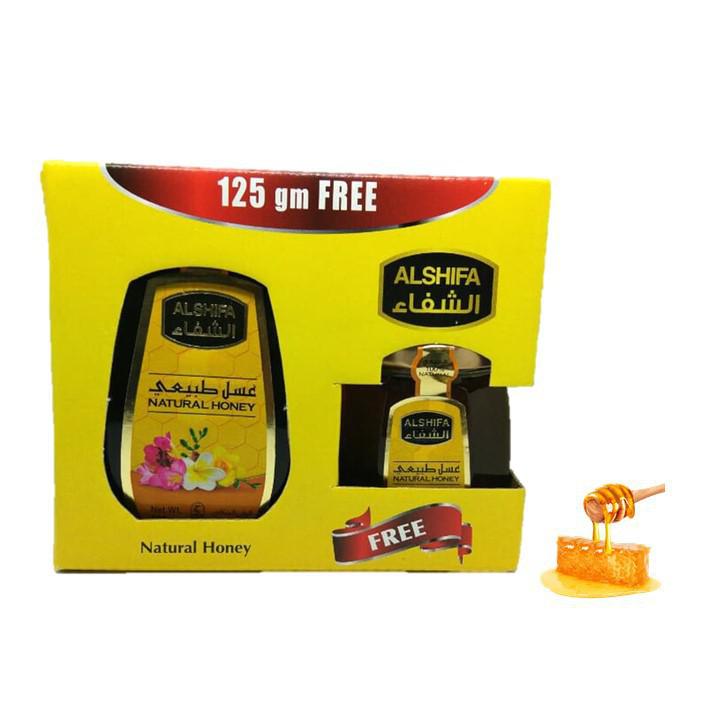 125 gm FREE
ALSHIFA
الشفاء
ALSHIFA
الشفاء
عسل طبيعي
NATURAL HONEY
Net Wt.
Natural Honey
ALSHIFA
الشفاء
عسل طبيعي
NATURAL HONEY
FREE